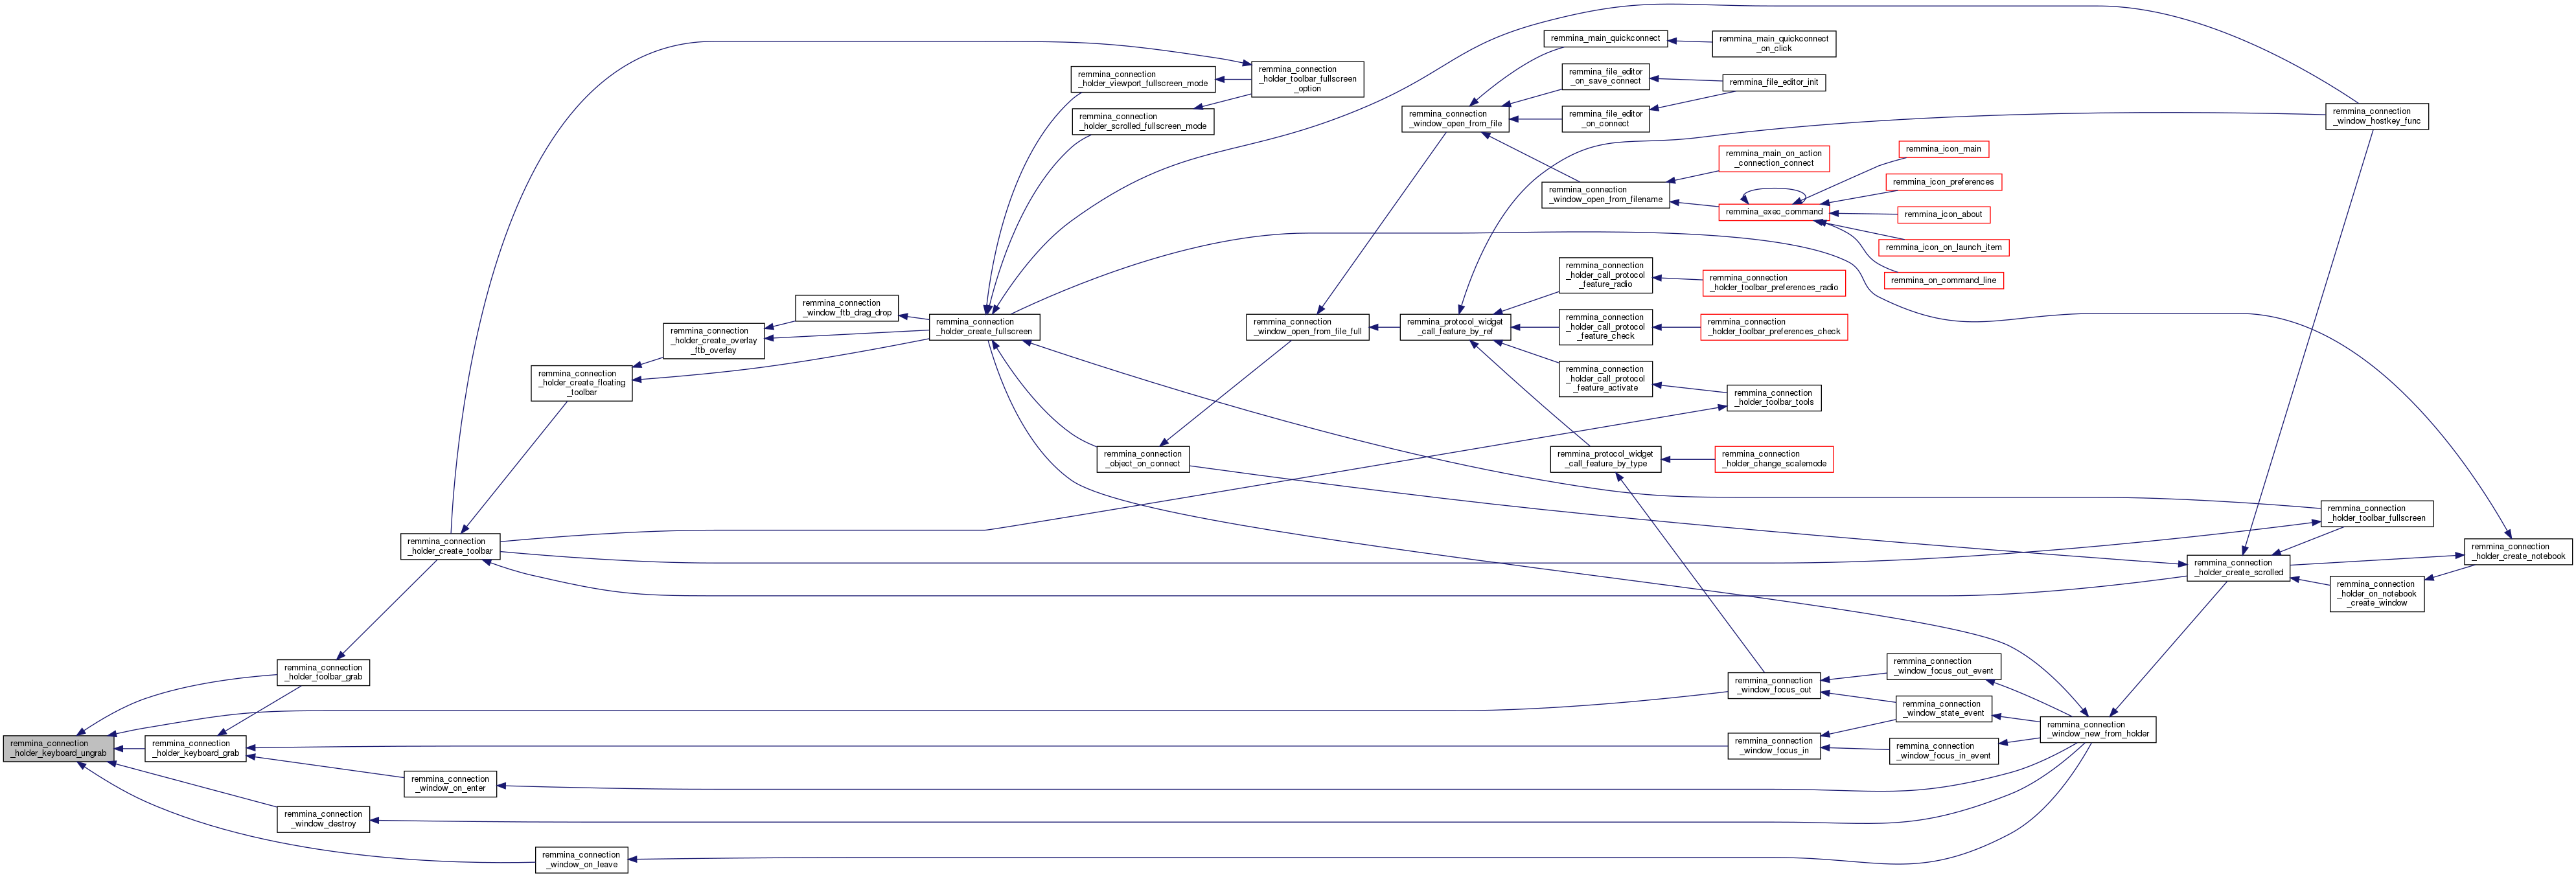 remmina_main_quickconnect
remmina_main_quickconnect
_on_click
remmina_connection
_holder_toolbar_fullscreen
_option
remmina_connection
_holder_viewport_fullscreen_mode
remmina_file_editor
_on_save_connect
remmina_file_editor_init
remmina_connection
_holder_scrolled_fullscreen_mode
remmina_connection
_window_open_from_file
remmina_file_editor
_on_connect
remmina_connection
_window_hostkey_func
remmina_main_on_action
_connection_connect
remmina_icon_main
remmina_connection
_window_open_from_filename
remmina_icon_preferences
remmina_exec_command
remmina_icon_about
remmina_icon_on_launch_item
remmina_on_command_line
remmina_connection
_holder_call_protocol
_feature_radio
remmina_connection
_holder_toolbar_preferences_radio
remmina_connection
_window_ftb_drag_drop
remmina_connection
_holder_create_overlay
_ftb_overlay
remmina_connection
_holder_create_fullscreen
remmina_connection
_window_open_from_file_full
remmina_protocol_widget
_call_feature_by_ref
remmina_connection
_holder_call_protocol
_feature_check
remmina_connection
_holder_toolbar_preferences_check
remmina_connection
_holder_create_floating
_toolbar
remmina_connection
_holder_call_protocol
_feature_activate
remmina_connection
_holder_toolbar_tools
remmina_connection
_object_on_connect
remmina_protocol_widget
_call_feature_by_type
remmina_connection
_holder_change_scalemode
remmina_connection
_holder_toolbar_fullscreen
remmina_connection
_holder_create_toolbar
remmina_connection
_holder_create_notebook
remmina_connection
_holder_create_scrolled
remmina_connection
_holder_on_notebook
_create_window
remmina_connection
_holder_toolbar_grab
remmina_connection
_window_focus_out
remmina_connection
_window_focus_out_event
remmina_connection
_window_state_event
remmina_connection
_window_new_from_holder
remmina_connection
_holder_keyboard_ungrab
remmina_connection
_holder_keyboard_grab
remmina_connection
_window_focus_in
remmina_connection
_window_focus_in_event
remmina_connection
_window_on_enter
remmina_connection
_window_destroy
remmina_connection
_window_on_leave